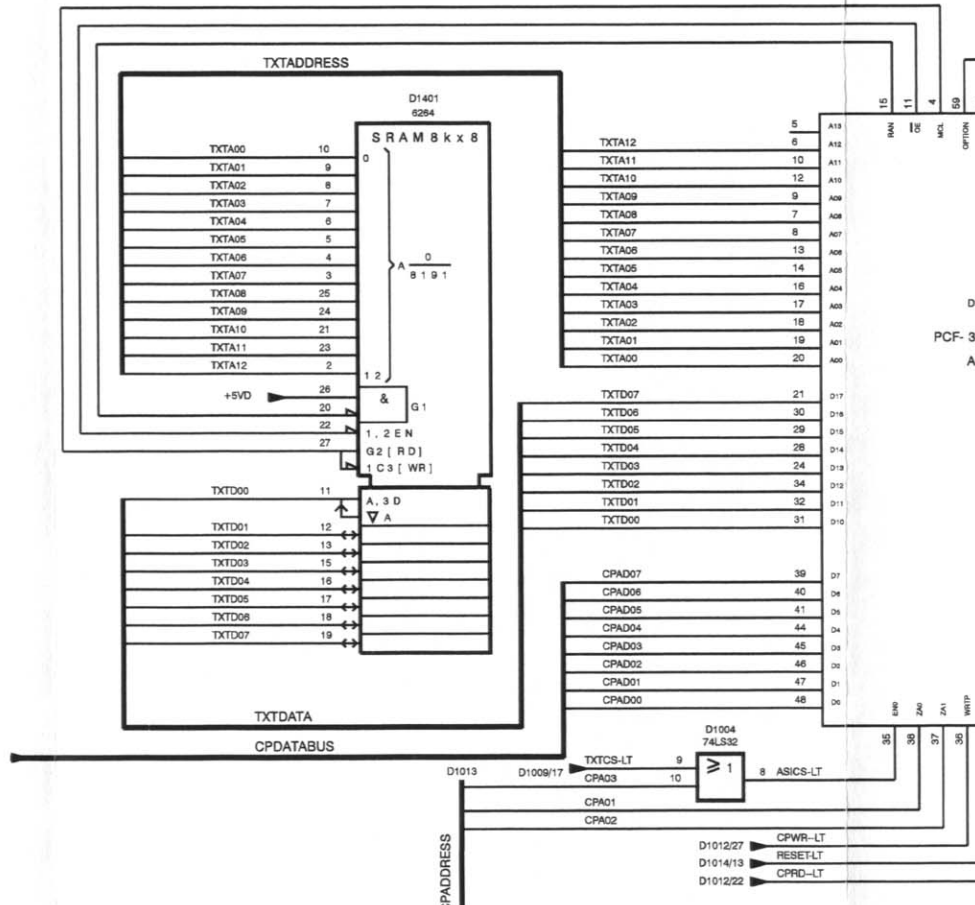 TXTADDRESS
D1401
6264
SRAM 8k x 8
TXTA00 10 0
TXTA01 9
TXTA02 8
TXTA03 7
TXTA04 6
TXTA05 5
TXTA06 4
TXTA07 3
TXTA08 25
TXTA09 24
TXTA10 21
TXTA11 23
TXTA12 2 12
A 0
8191
+5VD 26
&
G1
20
22 1,2EN
27 G2[RD]
1C3[WR]
TXTD00 11 A,3D
A
TXTD01 12
TXTD02 13
TXTD03 15
TXTD04 16
TXTD05 17
TXTD06 18
TXTD07 19
TXTDATA
CPDATABUS
15 11 4 59
RAN OE MCL OPTION
5 A13
TXTA12 6 A12
TXTA11 10 A11
TXTA10 12 A10
TXTA09 9 A09
TXTA08 7 A08
TXTA07 8 A07
TXTA06 13 A06
TXTA05 14 A05
TXTA04 16 A04
TXTA03 17 A03
TXTA02 18 A02
TXTA01 19 A01
TXTA00 20 A00
D
PCF-3
A
TXTD07 21 D17
TXTD06 30 D16
TXTD05 29 D15
TXTD04 28 D14
TXTD03 24 D13
TXTD02 34 D12
TXTD01 32 D11
TXTD00 31 D10
CPAD07 39 D7
CPAD06 40 D6
CPAD05 41 D5
CPAD04 44 D4
CPAD03 45 D3
CPAD02 46 D2
CPAD01 47 D1
CPAD00 48 D0
EN0 ZA0 ZA1 WRTP
35 38 37 36
D1004
74LS32
D1013
D1009/17 TXTCS-LT 9
CPA03 10
≥ 1
8 ASICS-LT
CPA01
CPA02
CPADDRESS
D1012/27 CPWR--LT
D1014/13 RESET-LT
D1012/22 CPRD--LT